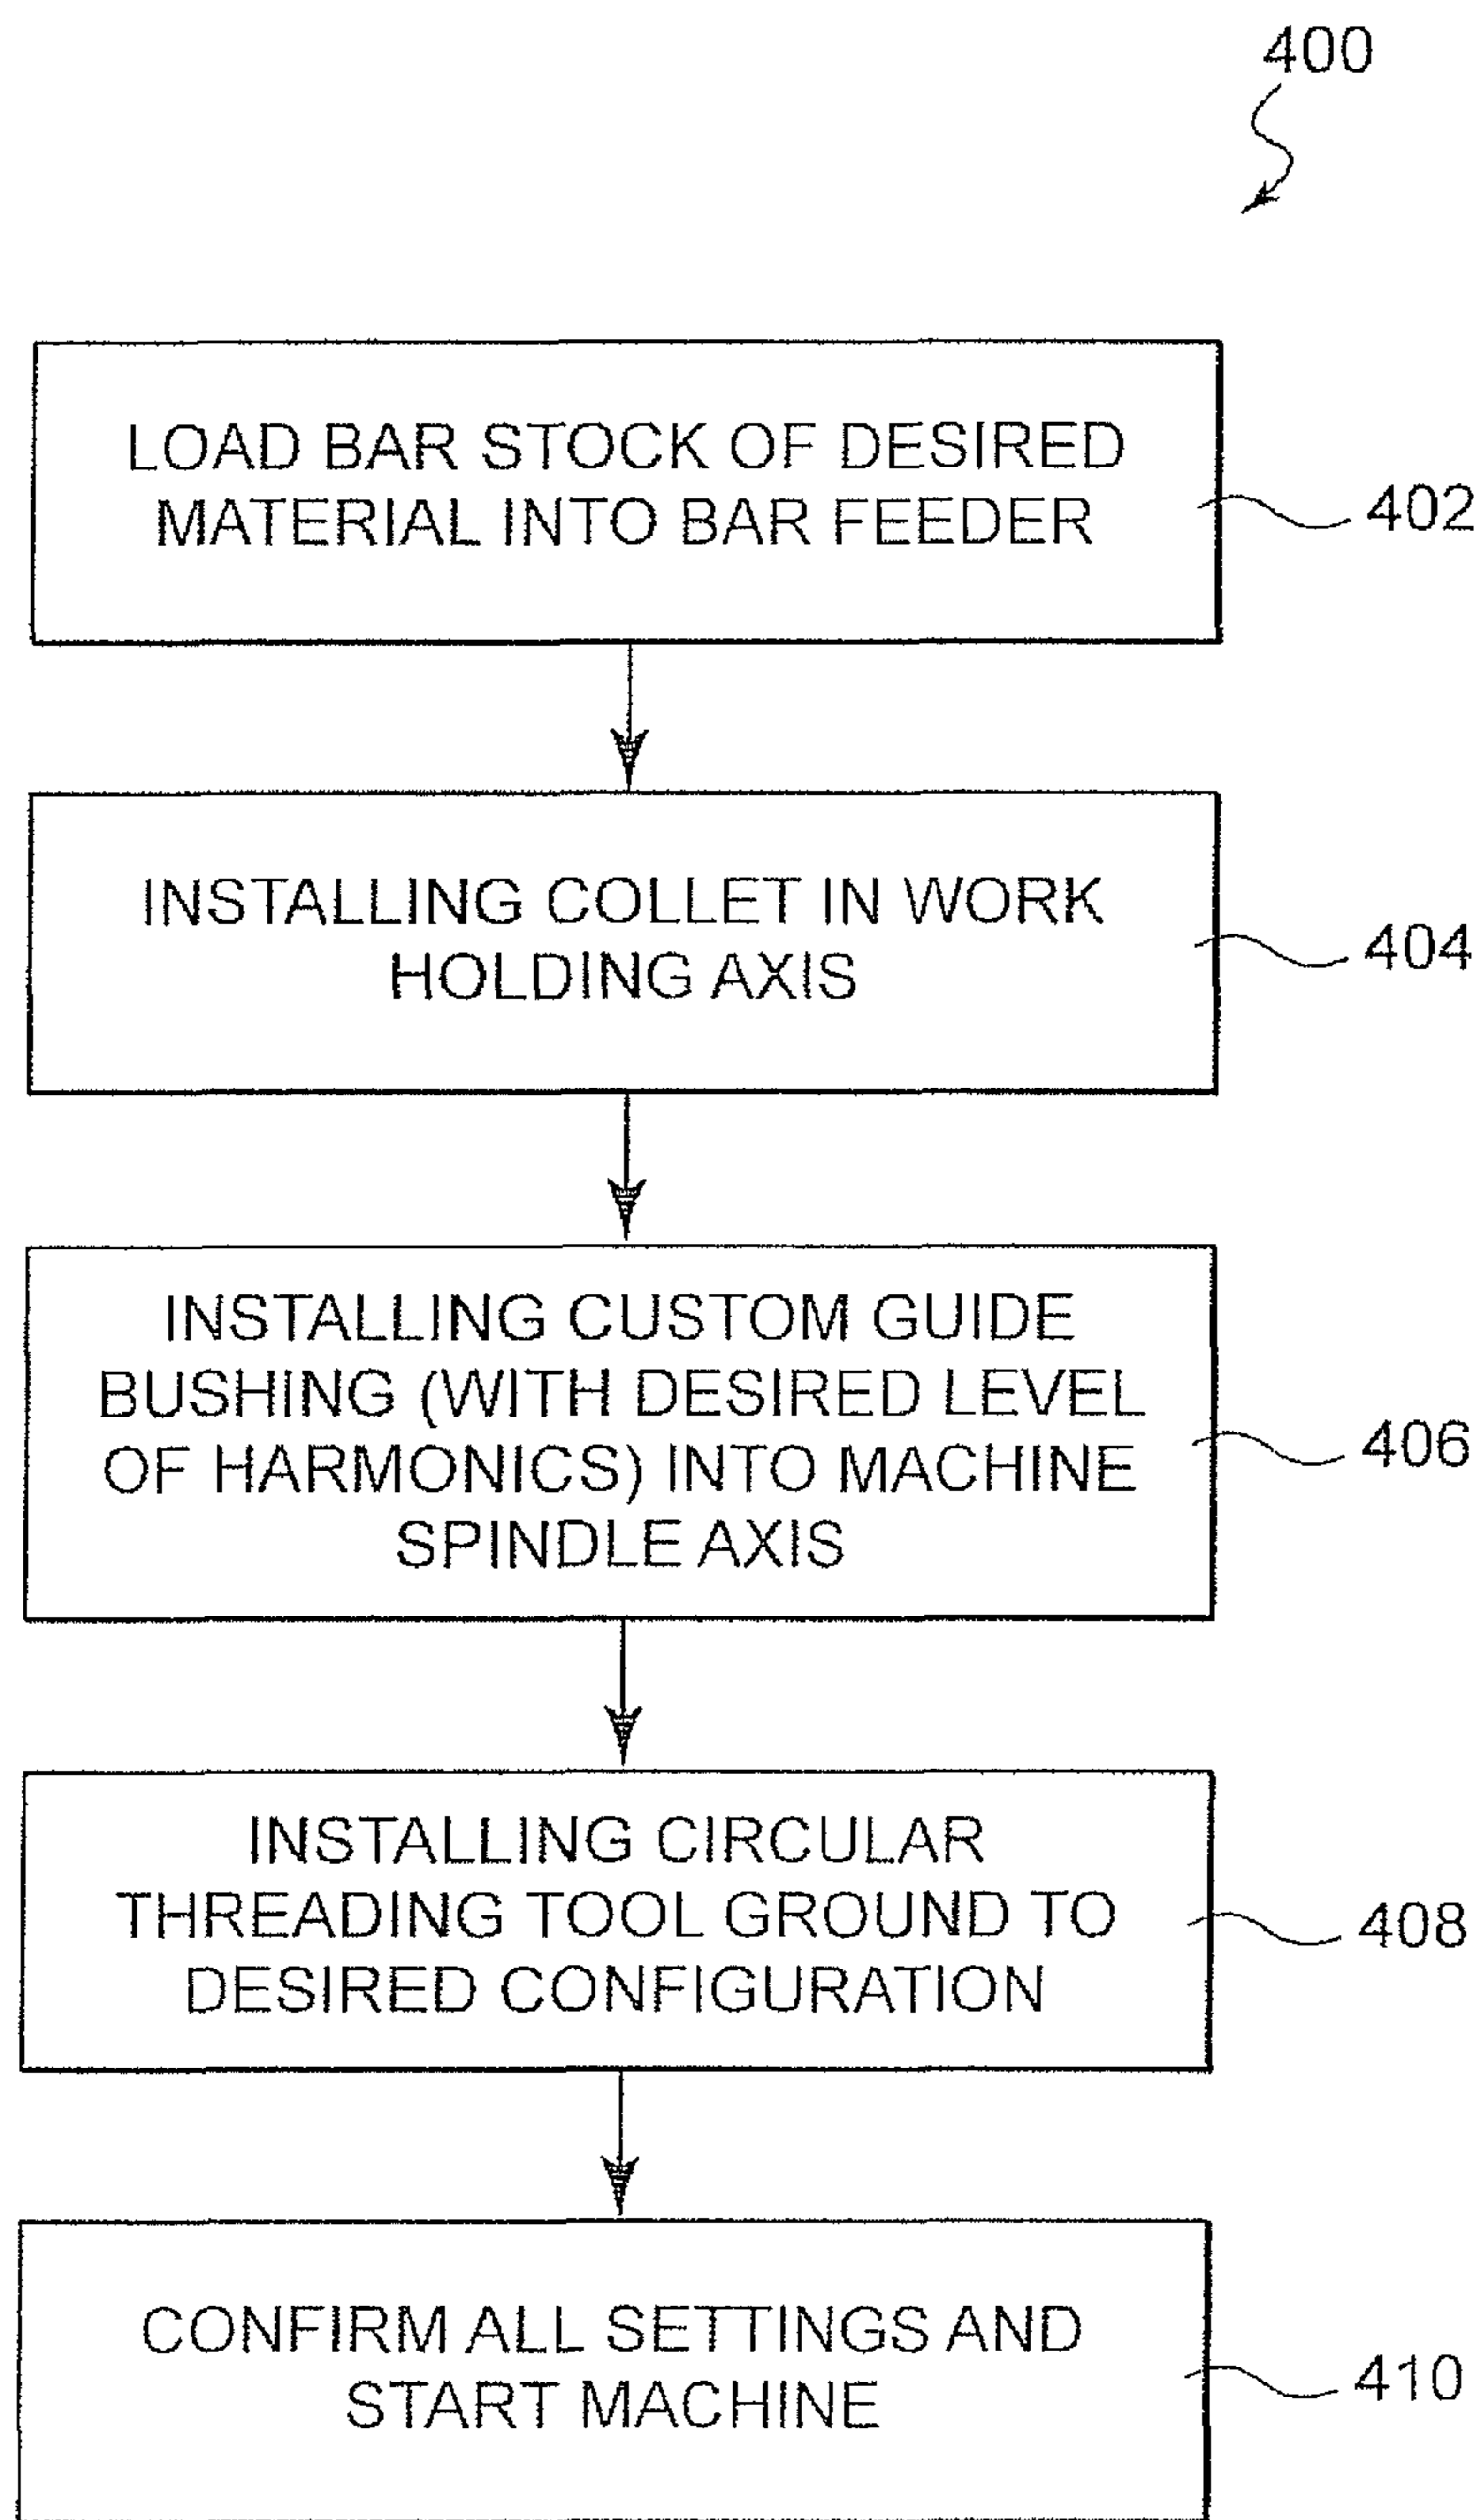 400
LOAD BAR STOCK OF DESIRED
MATERIAL INTO BAR FEEDER
402
INSTALLING COLLET IN WORK
HOLDING AXIS
404
INSTALLING CUSTOM GUIDE
BUSHING (WITH DESIRED LEVEL
OF HARMONICS) INTO MACHINE
SPINDLE AXIS
406
INSTALLING CIRCULAR
THREADING TOOL GROUND TO
DESIRED CONFIGURATION
408
CONFIRM ALL SETTINGS AND
START MACHINE
410